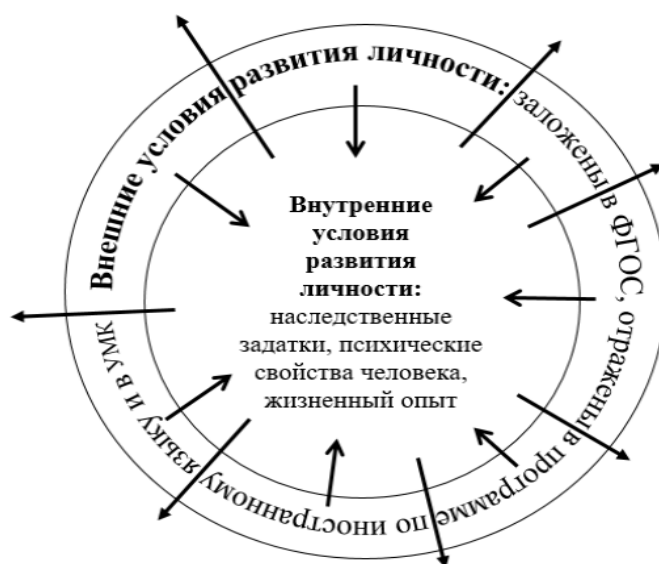 Внешние условия развития личности: заложены в ФГОС, отражены в программе по иностранному языку и в УМК
Внутренние
условия
развития
личности:
наследственные
задатки, психические
свойства человека,
жизненный опыт